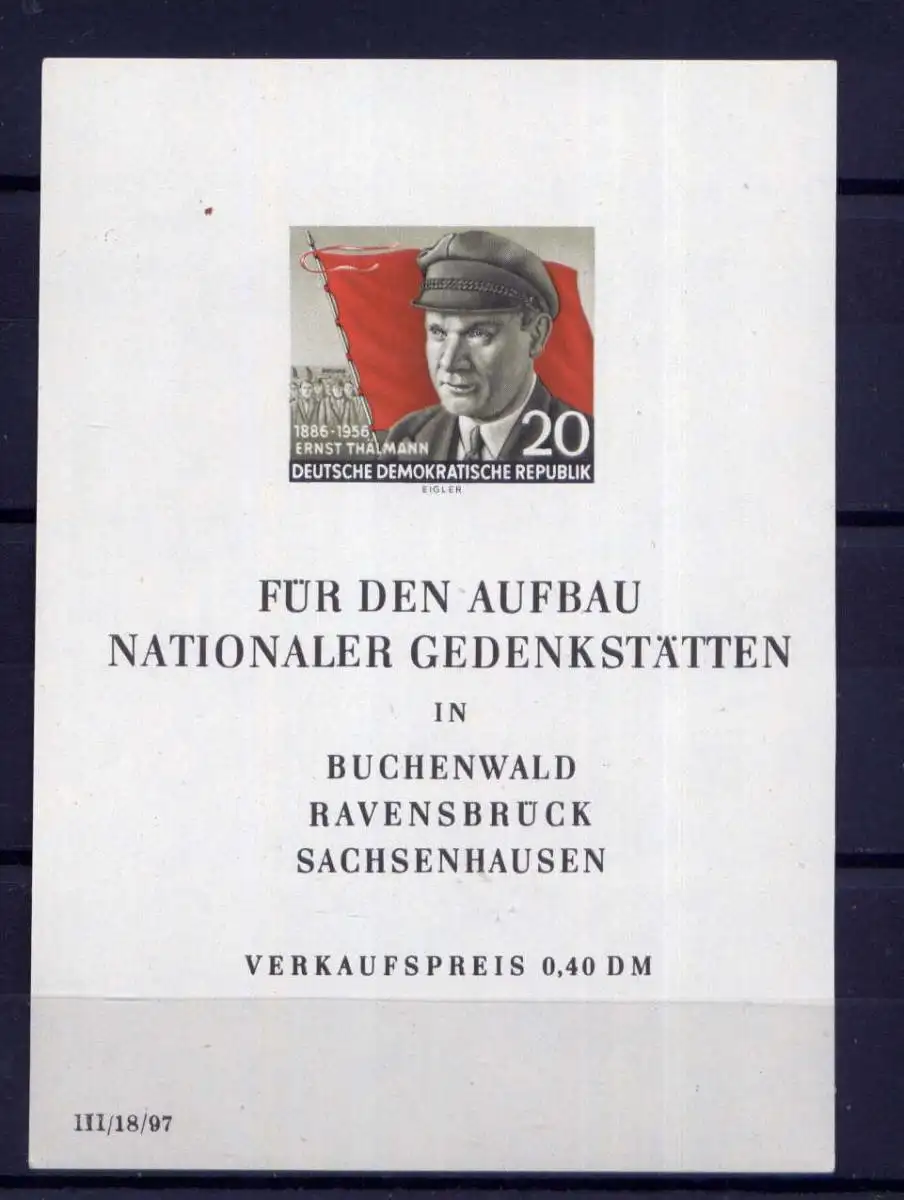 1886-1956
ERNST THÄLMANN
20
DEUTSCHE DEMOKRATISCHE REPUBLIK
EIGLER
FÜR DEN AUFBAU
NATIONALER GEDENKSTÄTTEN
IN
BUCHENWALD
RAVENSBRÜCK
SACHSENHAUSEN
VERKAUFSPREIS 0,40 DM
III/18/97